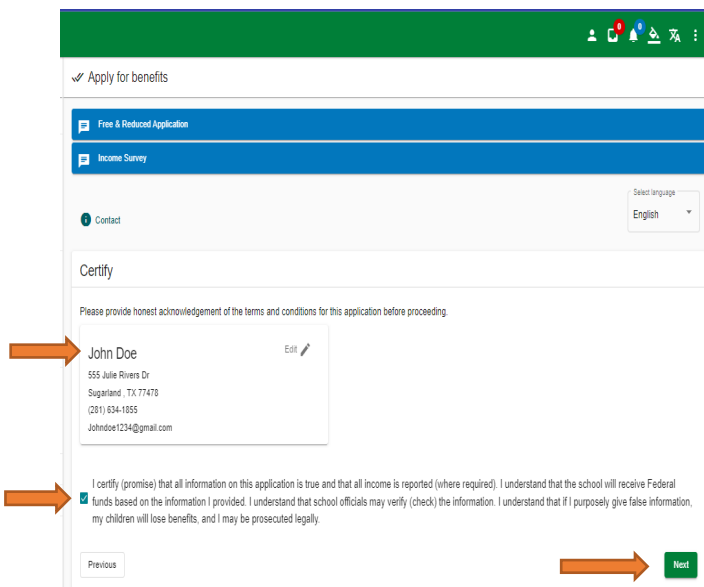 0
0
Apply for benefits
Free & Reduced Application
Income Survey
Select language
English
Contact
Certify
Please provide honest acknowledgement of the terms and conditions for this application before proceeding.
John Doe
Edit
555 Julie Rivers Dr
Sugarland , TX 77478
(281) 634-1855
Johndoe1234@gmail.com
I certify (promise) that all information on this application is true and that all income is reported (where required). I understand that the school will receive Federal
funds based on the information I provided. I understand that school officials may verify (check) the information. I understand that if I purposely give false information,
my children will lose benefits, and I may be prosecuted legally.
Previous
Next